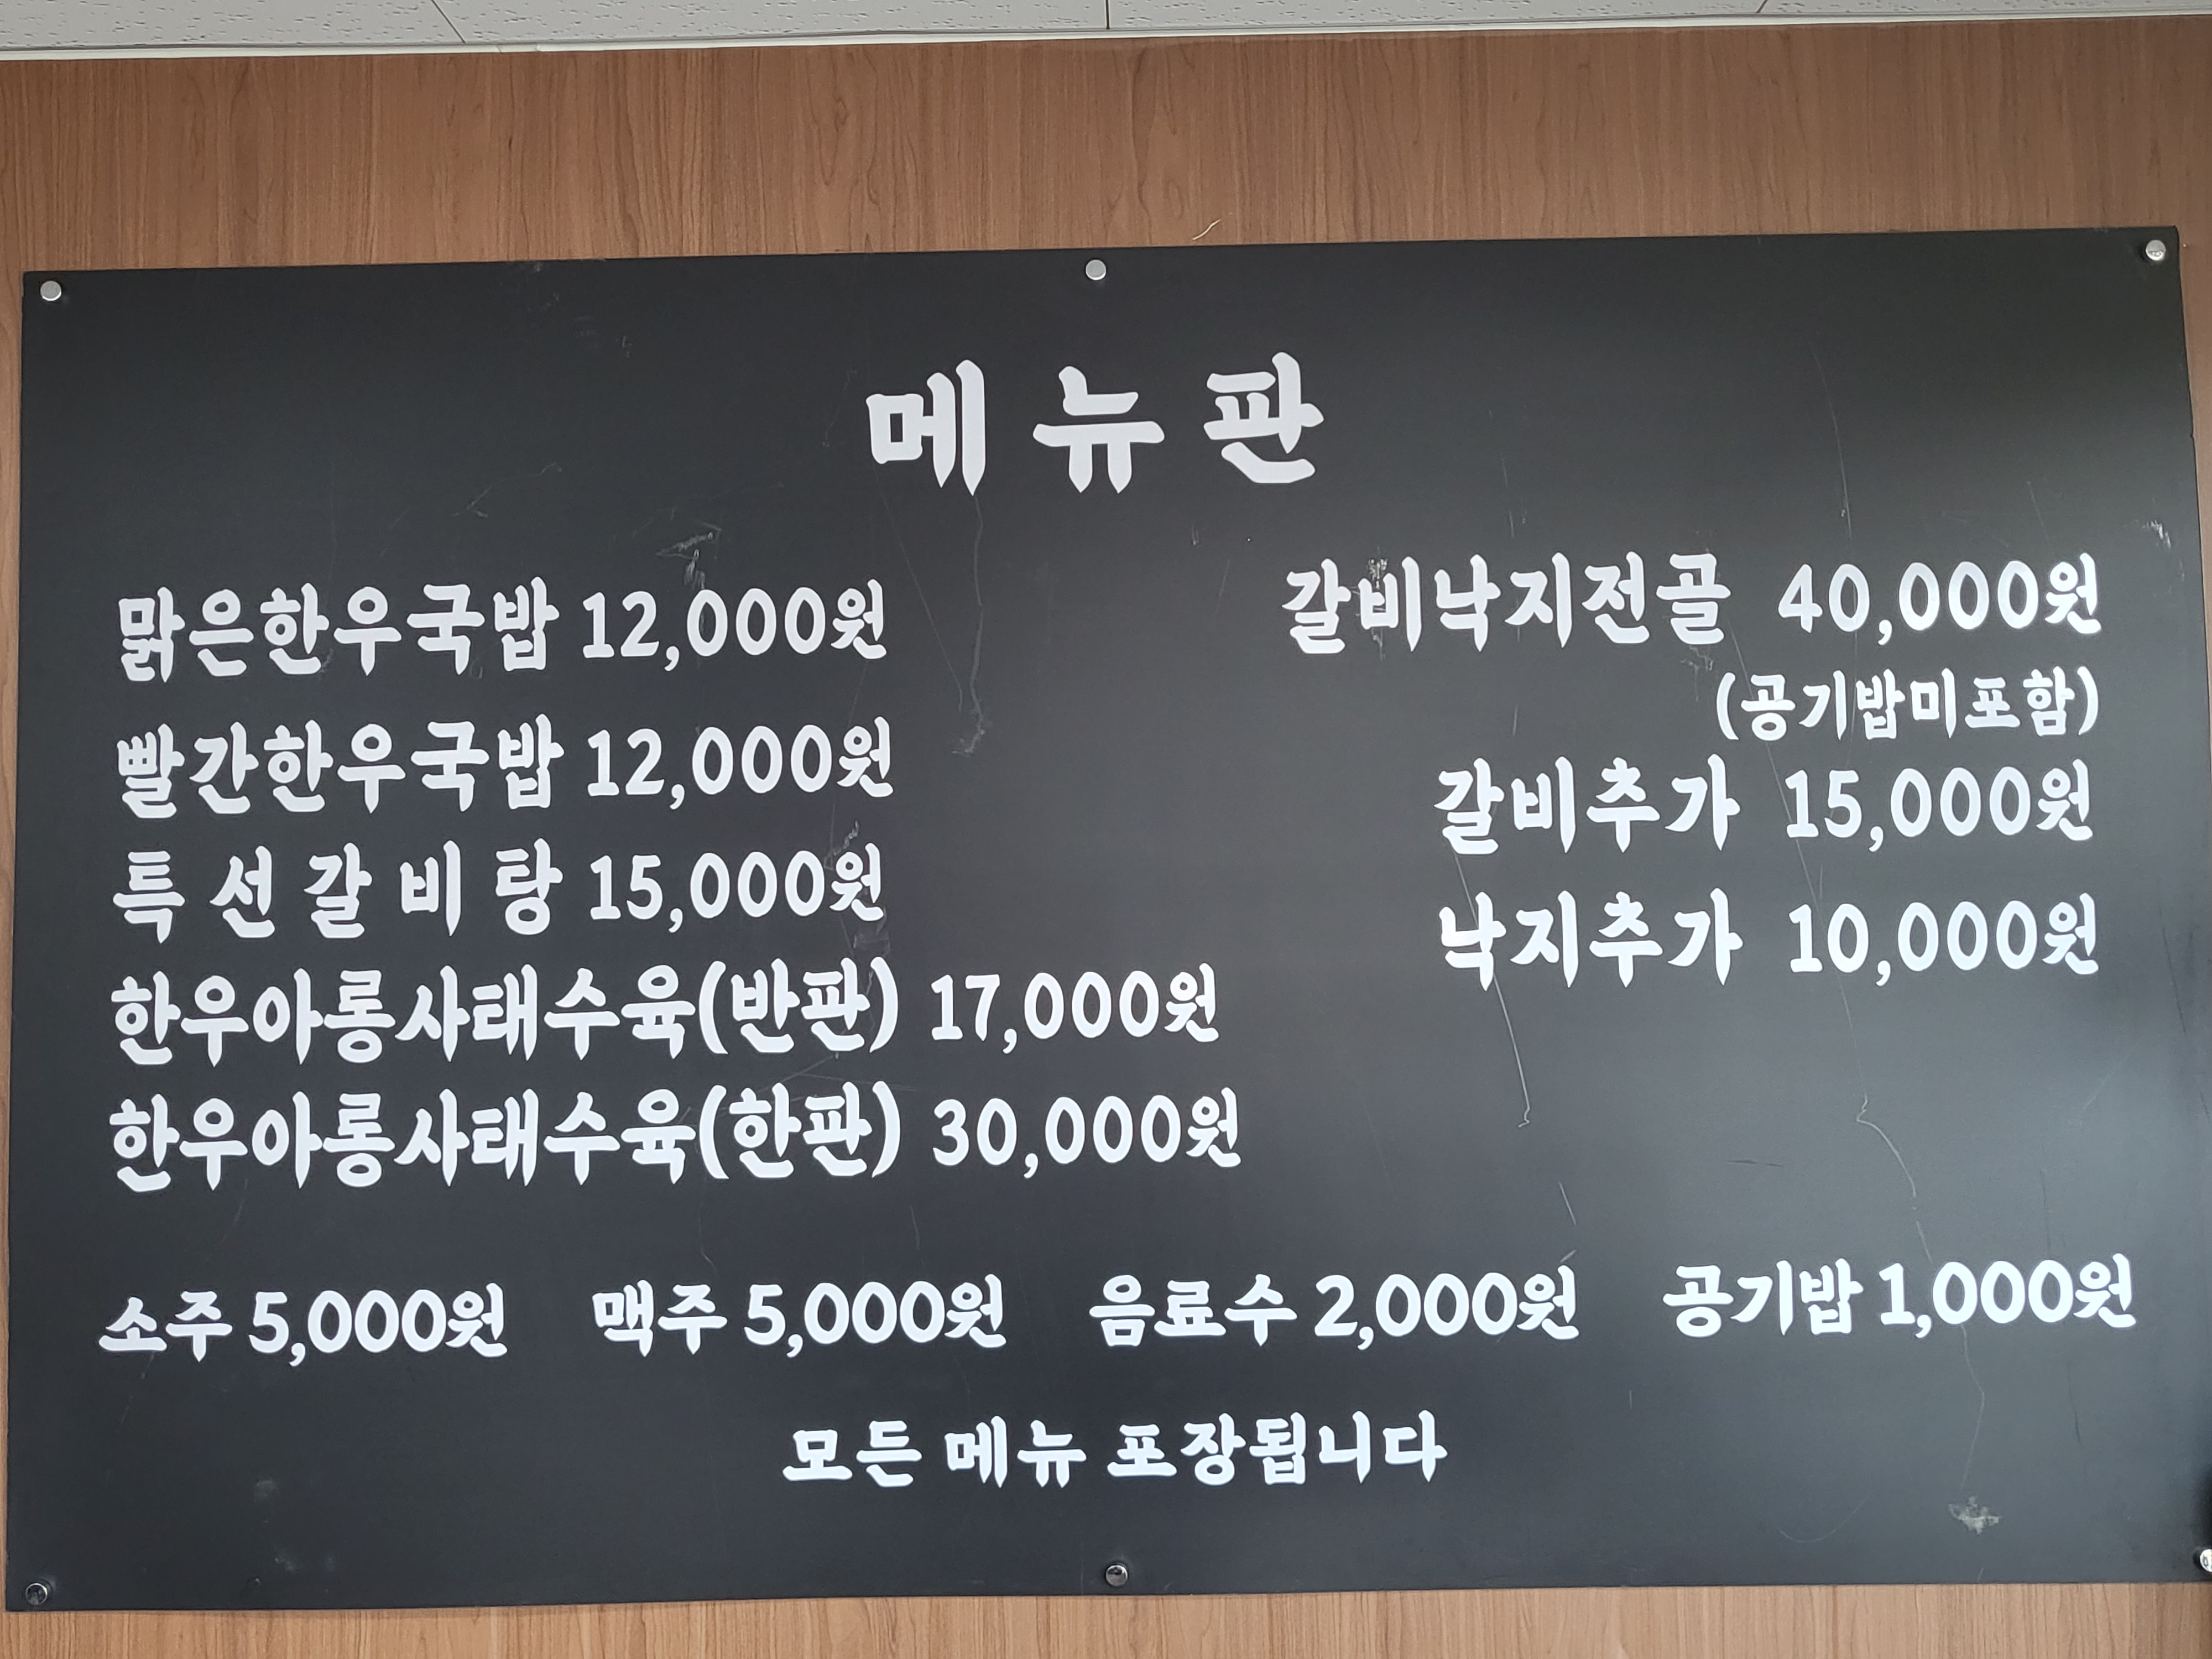 메뉴판
맑은한우국밥 12,000원
빨간한우국밥 12,000원
특 선 갈 비 탕 15,000원
한우아롱사태수육(반판) 17,000원
한우아롱사태수육(한판) 30,000원
갈비낙지전골 40,000원
(공기밥미포함)
갈비추가 15,000원
낙지추가 10,000원
소주 5,000원 맥주 5,000원 음료수 2,000원 공기밥 1,000원
모든 메뉴 포장됩니다